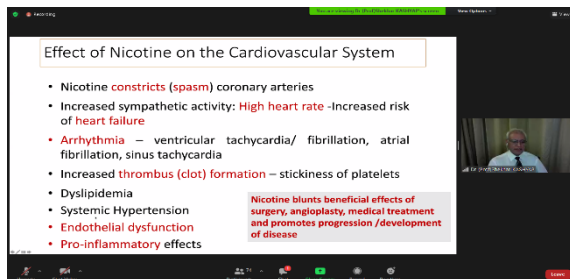 Recording
View Options
View
Effect of Nicotine on the Cardiovascular System
• Nicotine constricts (spasm) coronary arteries
• Increased sympathetic activity: High heart rate -Increased risk
of heart failure
• Arrhythmia – ventricular tachycardia/ fibrillation, atrial
fibrillation, sinus tachycardia
• Increased thrombus (clot) formation – stickiness of platelets
• Dyslipidemia
• Systemic Hypertension
• Endothelial dysfunction
• Pro-inflammatory effects
Nicotine blunts beneficial effects of
surgery, angioplasty, medical treatment
and promotes progression /development
of disease
Leave